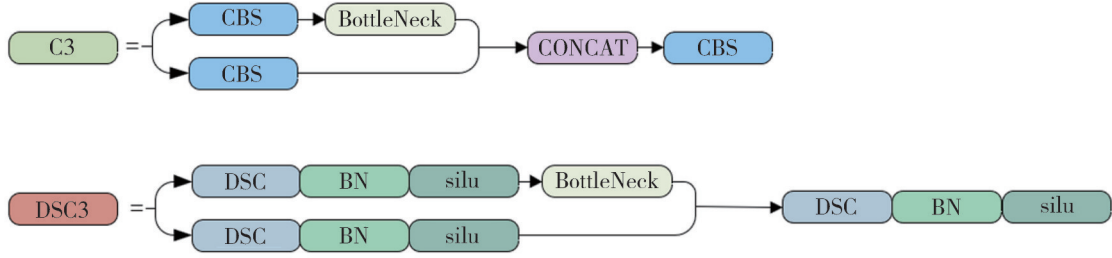 CBS BottleNeck
C3 = CONCAT CBS
CBS
DSC BN silu BottleNeck
DSC3 = DSC BN silu
DSC BN silu